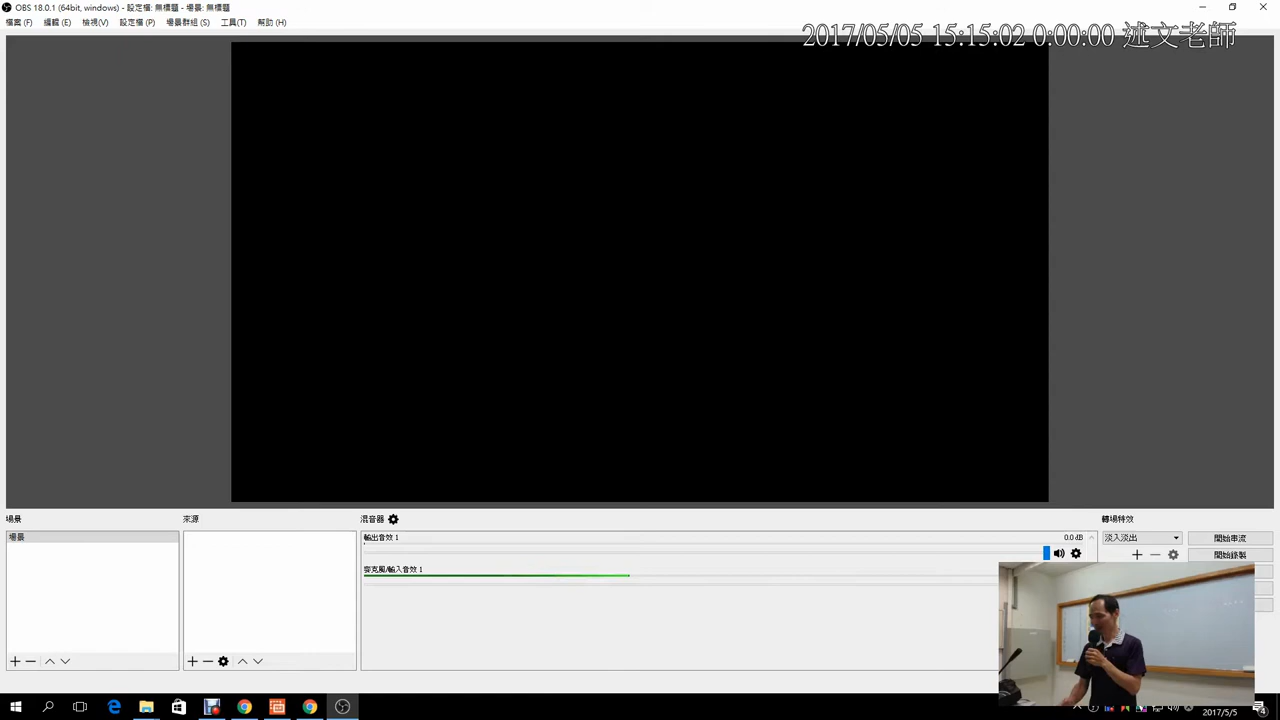 OBS 18.0.1 (64bit, windows) - 設定檔: 無標題 - 場景: 無標題
檔案 (F) 編輯 (E) 檢視(V) 設定檔 (P) 場景群組 (S) 工具(T) 幫助 (H)
2017/05/05 15:15:02 0:00:00 述文老師
場景
來源
混音器
轉場特效
場景
輸出音效 1
0.0 dB
淡入淡出
開始串流
開始錄製
麥克風/輸入音效 1
2017/5/5
4